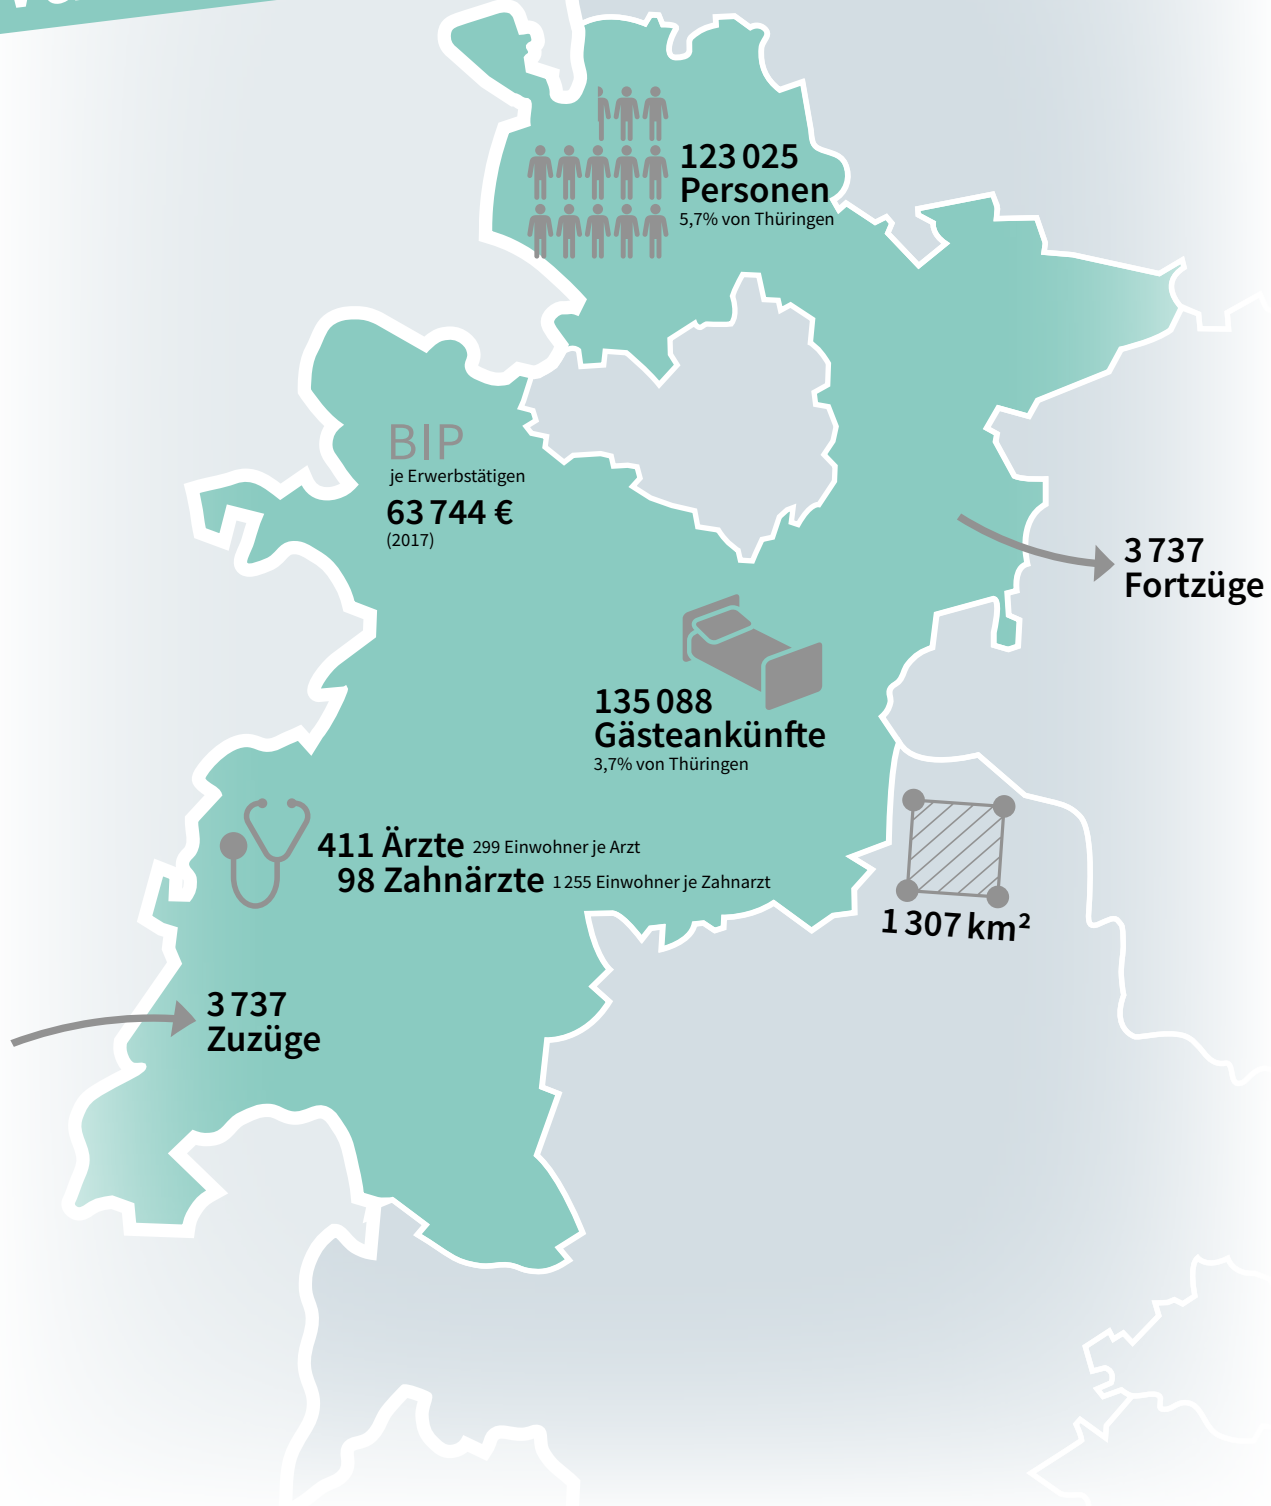 123 025
Personen
5,7% von Thüringen
BIP
je Erwerbstätigen
63 744 €
(2017)
3 737
Fortzüge
135 088
Gästeankünfte
3,7% von Thüringen
411 Ärzte 299 Einwohner je Arzt
98 Zahnärzte 1 255 Einwohner je Zahnarzt
1 307 km²
3 737
Zuzüge